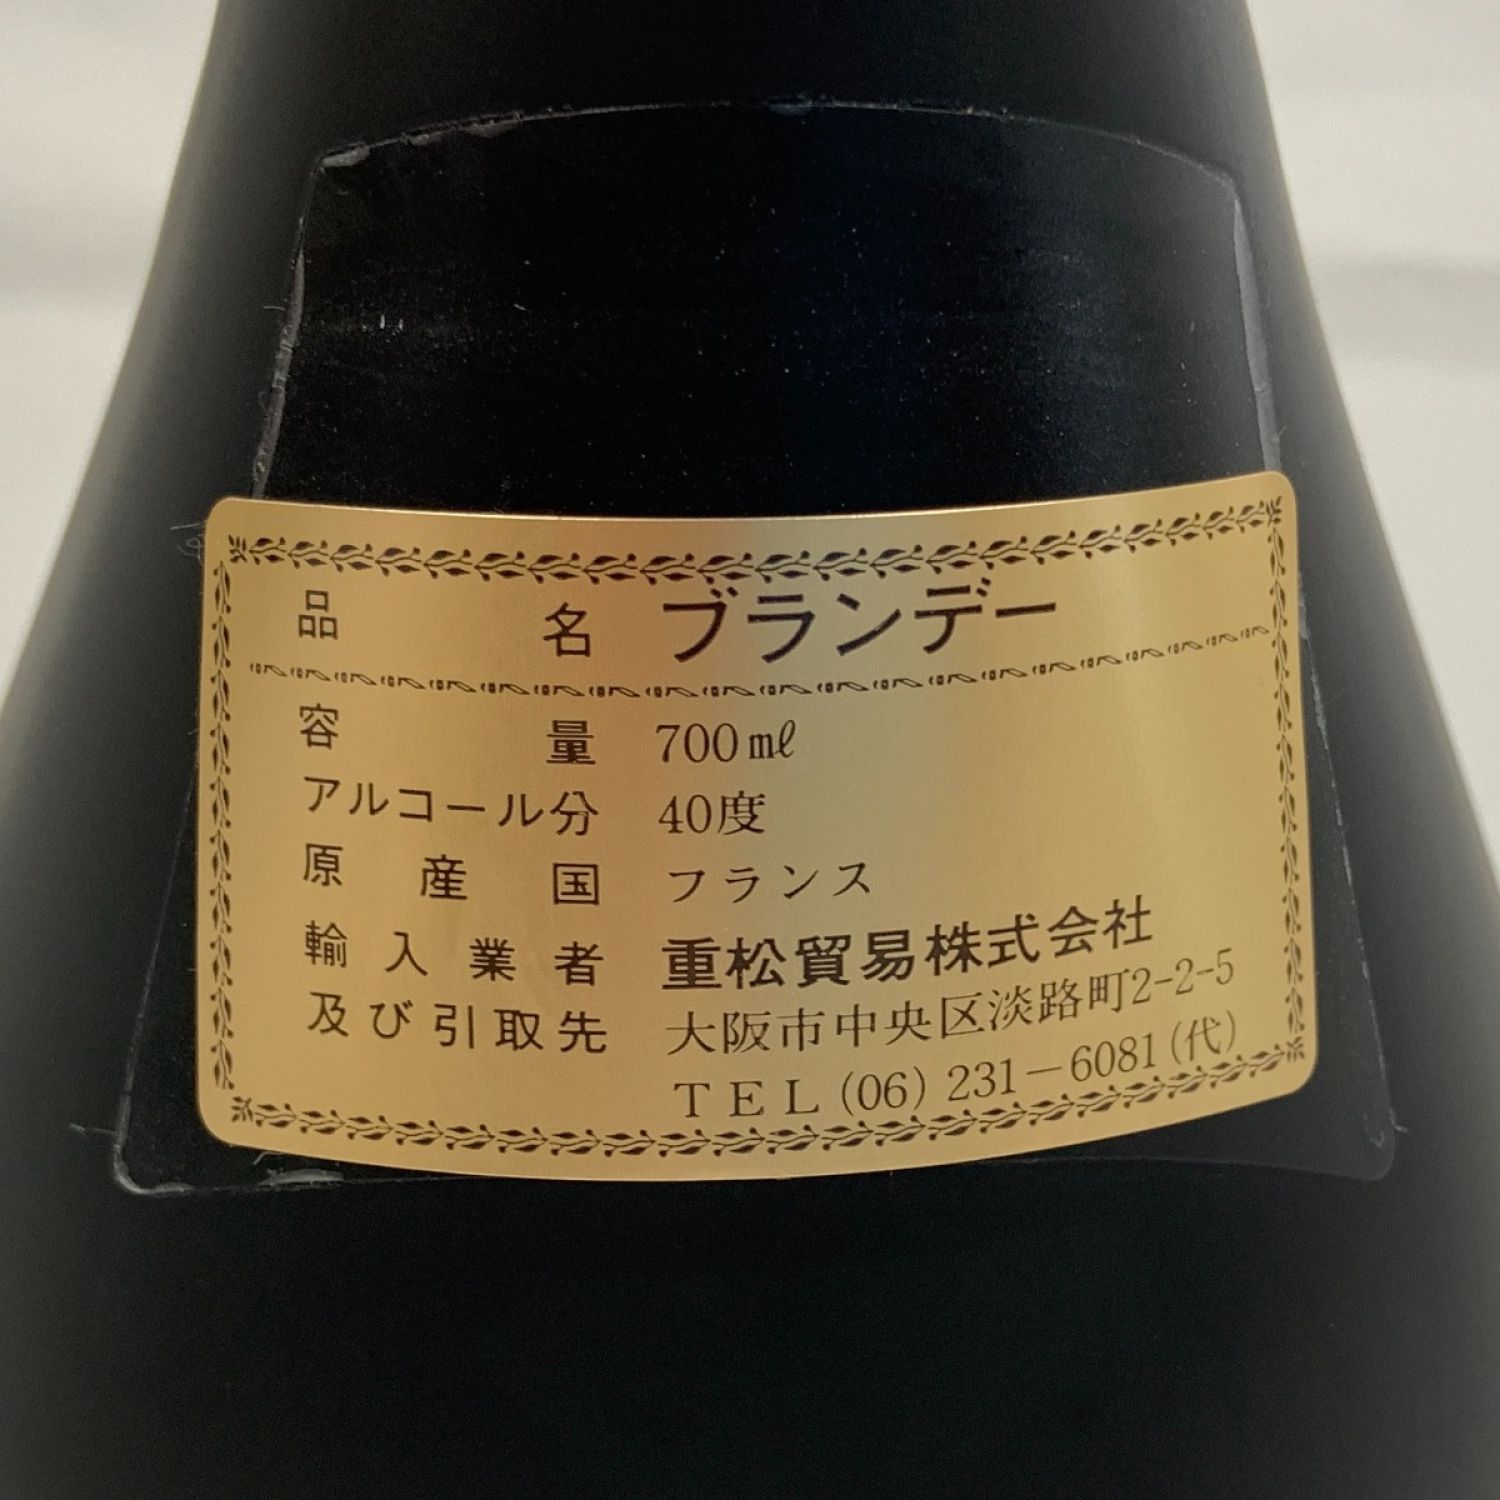 品名 ブランデー
容量 700㎖
アルコール分 40度
原産国 フランス
輸入業者 重松貿易株式会社
及び引取先 大阪市中央区淡路町2-2-5
TEL (06) 231-6081 (代)